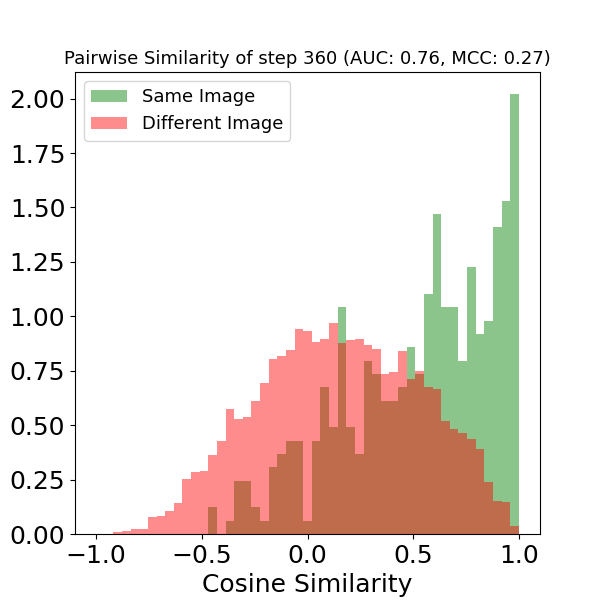 Pairwise Similarity of step 360 (AUC: 0.76, MCC: 0.27)
Same Image
Different Image
2.00
1.75
1.50
1.25
1.00
0.75
0.50
0.25
0.00
−1.0 −0.5 0.0 0.5 1.0
Cosine Similarity